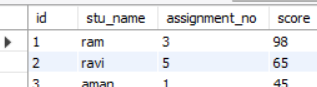 id stu_name assignment_no score
1 ram 3 98
2 ravi 5 65
3 aman 1 45